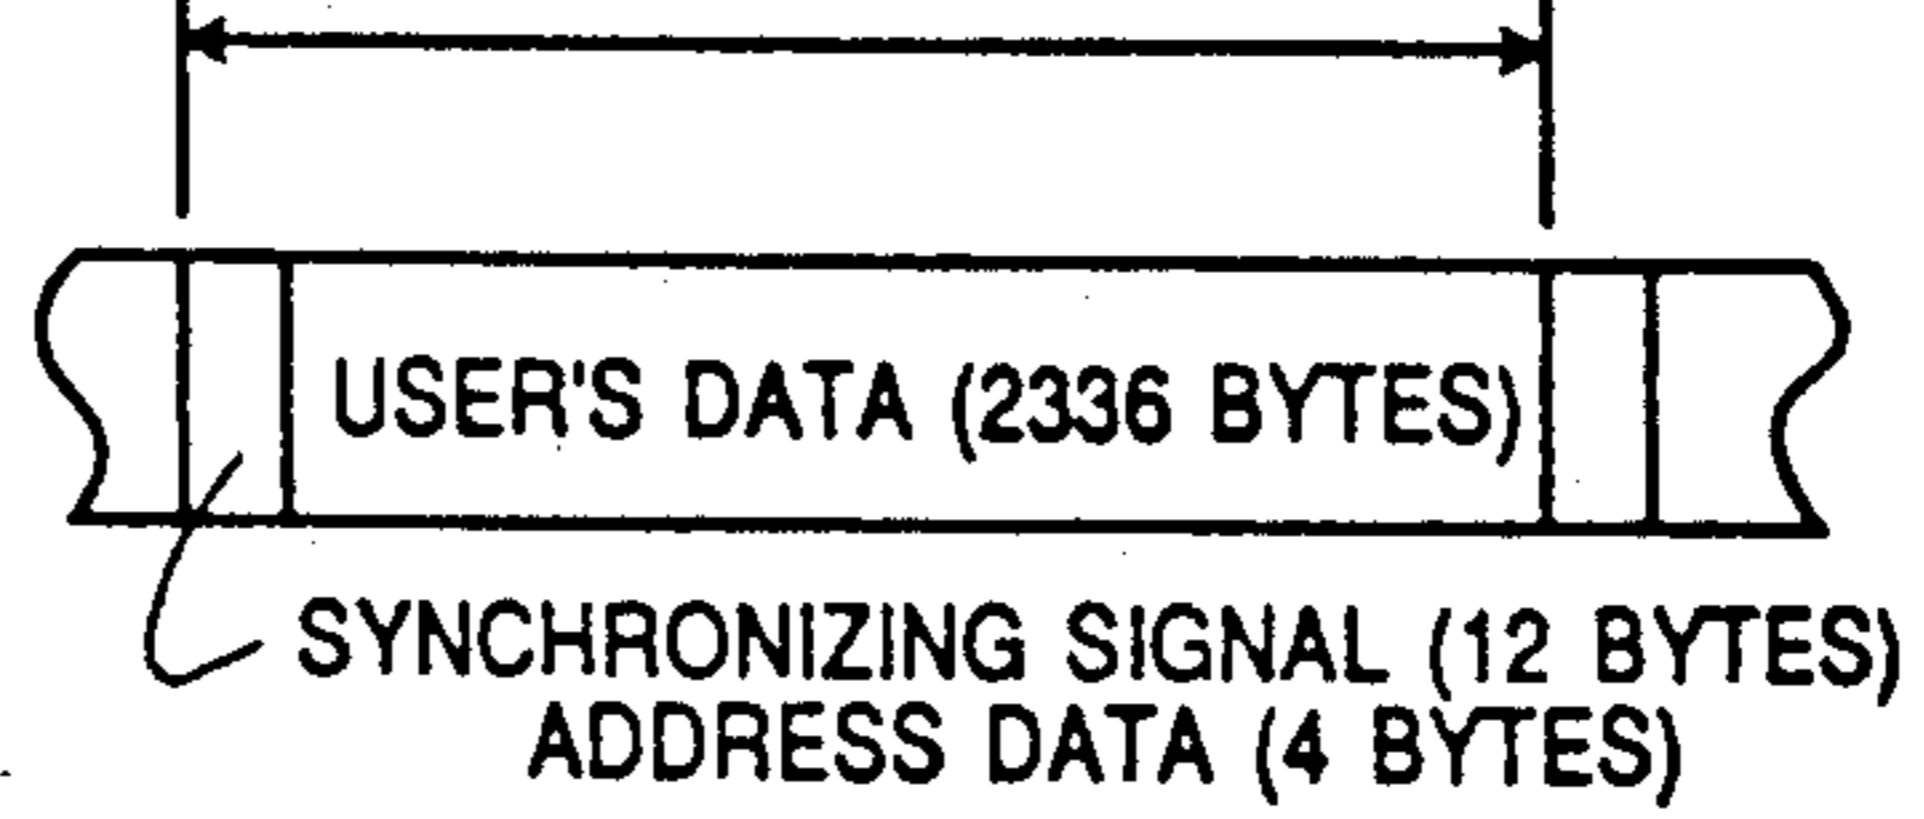 USER'S DATA (2336 BYTES)
SYNCHRONIZING SIGNAL (12 BYTES)
ADDRESS DATA (4 BYTES)